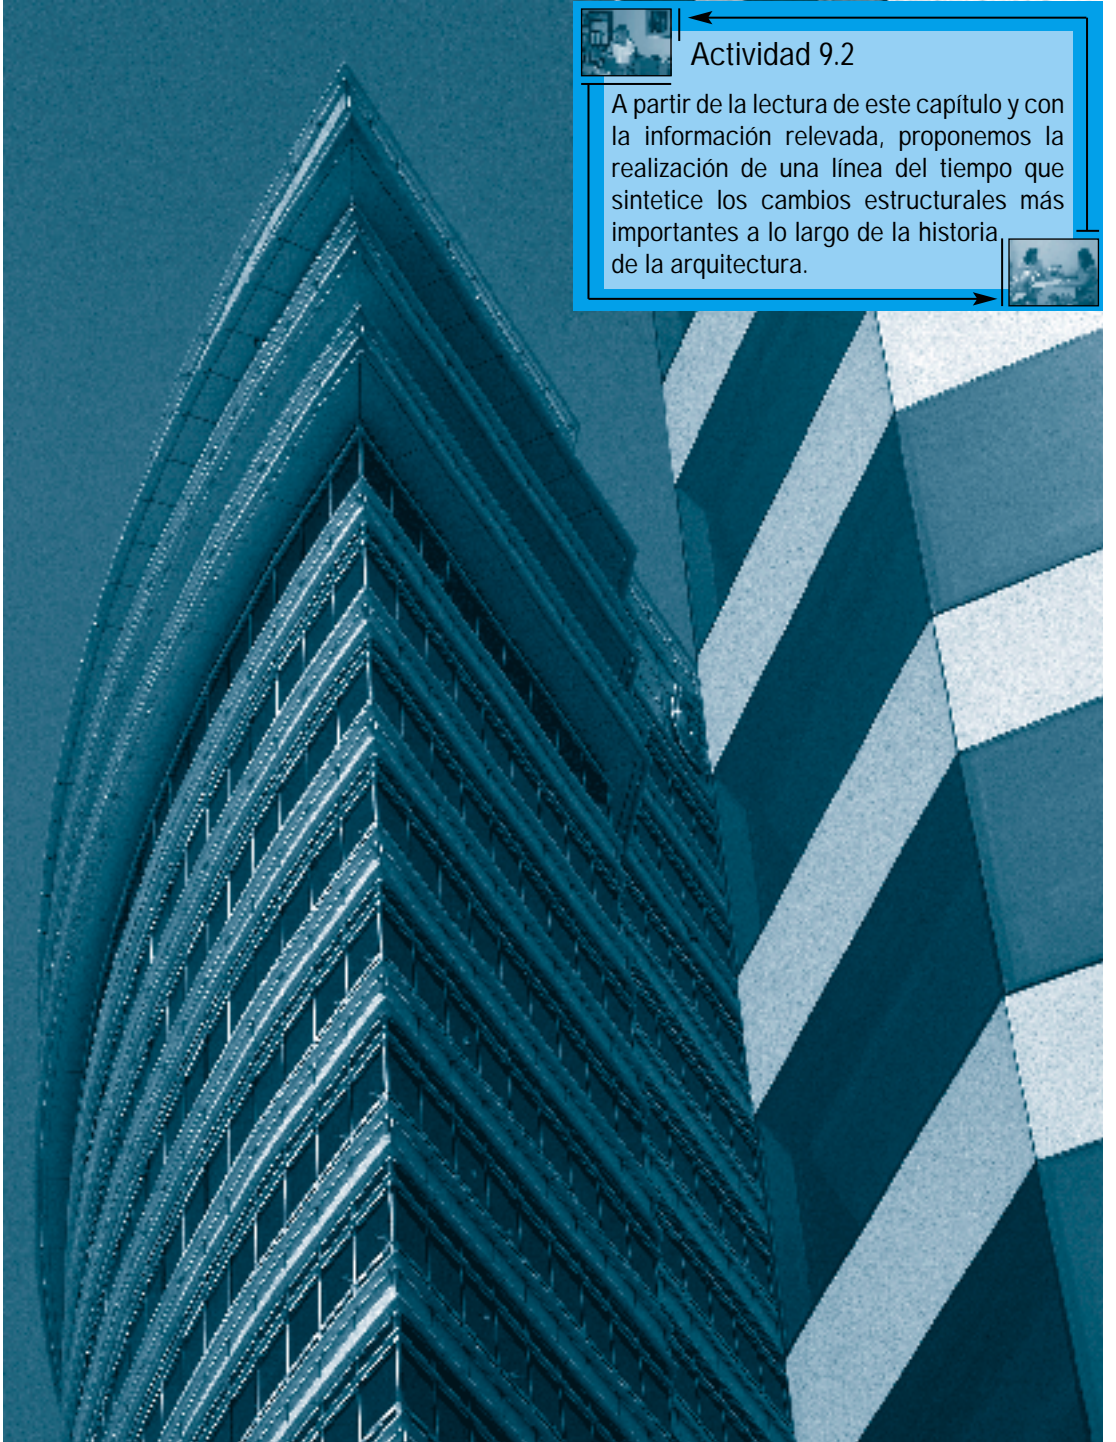 Actividad 9.2
A partir de la lectura de este capítulo y con
la información relevada, proponemos la
realización de una línea del tiempo que
sintetice los cambios estructurales más
importantes a lo largo de la historia
de la arquitectura.